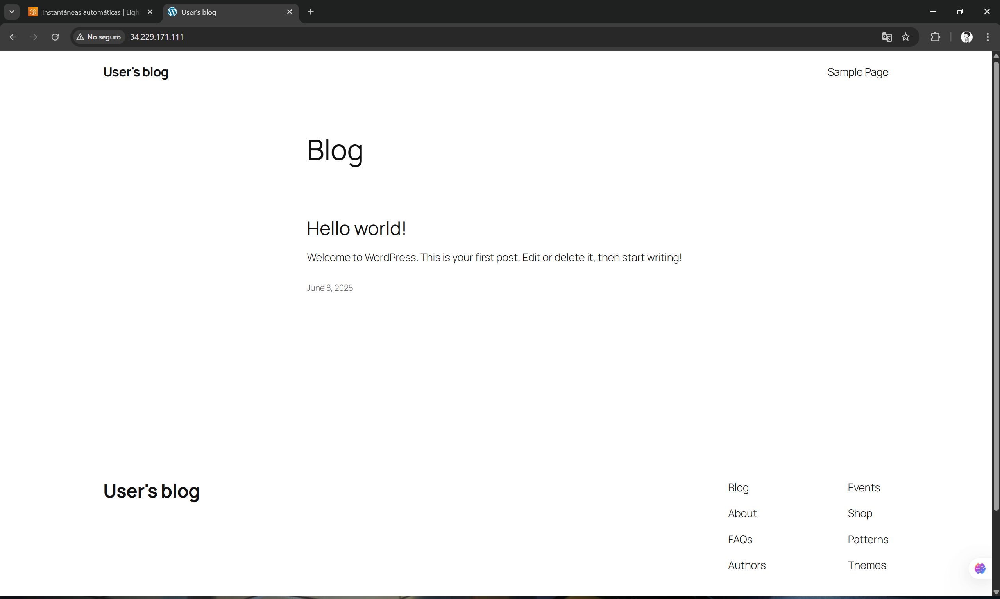 Instantáneas automáticas | Ligh
User's blog
No seguro
34.229.171.111
User's blog
Sample Page
Blog
Hello world!
Welcome to WordPress. This is your first post. Edit or delete it, then start writing!
June 8, 2025
User's blog
Blog
Events
About
Shop
FAQs
Patterns
Authors
Themes